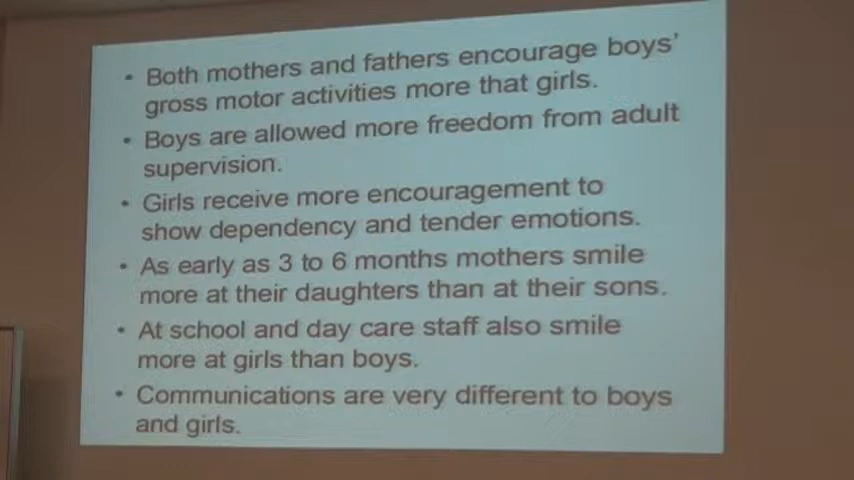 • Both mothers and fathers encourage boys'
gross motor activities more that girls.
• Boys are allowed more freedom from adult
supervision.
• Girls receive more encouragement to
show dependency and tender emotions.
• As early as 3 to 6 months mothers smile
more at their daughters than at their sons.
• At school and day care staff also smile
more at girls than boys.
• Communications are very different to boys
and girls.